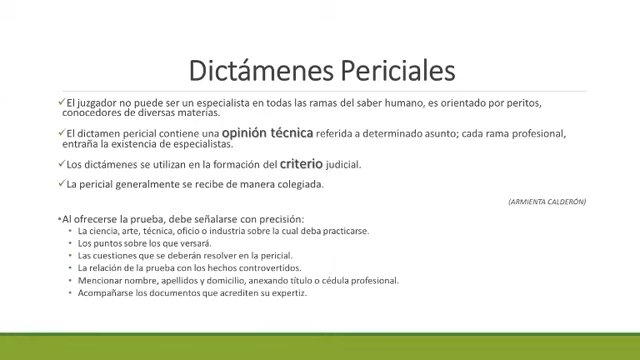 Dictámenes Periciales
✓El juzgador no puede ser un especialista en todas las ramas del saber humano, es orientado por peritos,
conocedores de diversas materias.
✓El dictamen pericial contiene una opinión técnica referida a determinado asunto; cada rama profesional,
entraña la existencia de especialistas.
✓Los dictámenes se utilizan en la formación del criterio judicial.
✓La pericial generalmente se recibe de manera colegiada.
(ARMIENTA CALDERÓN)
•Al ofrecerse la prueba, debe señalarse con precisión:
• La ciencia, arte, técnica, oficio o industria sobre la cual deba practicarse.
• Los puntos sobre los que versará.
• Las cuestiones que se deberán resolver en la pericial.
• La relación de la prueba con los hechos controvertidos.
• Mencionar nombre, apellidos y domicilio, anexando título o cédula profesional.
• Acompañarse los documentos que acrediten su expertiz.